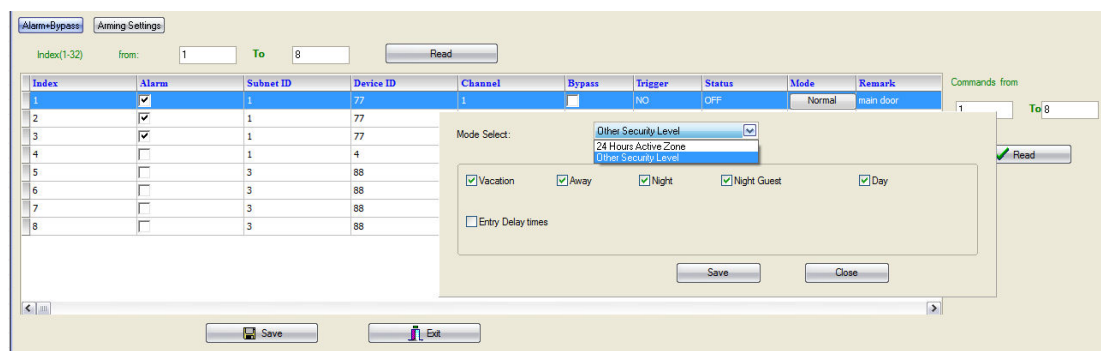 Alarm+Bypass Arming Settings
Index(1-32) from: 1 To 8 Read
Index Alarm Subnet ID Device ID Channel Bypass Trigger Status Mode Remark Commands from
1 1 77 1 NO OFF Normal main door
1 To 8
2 1 77
3 1 77
Mode Select: Other Security Level
24 Hours Active Zone
Other Security Level
4 1 4
Read
5 3 88
6 3 88
7 3 88
8 3 88
Vacation Away Night Night Guest Day
Entry Delay times
Save Close
Save Exit